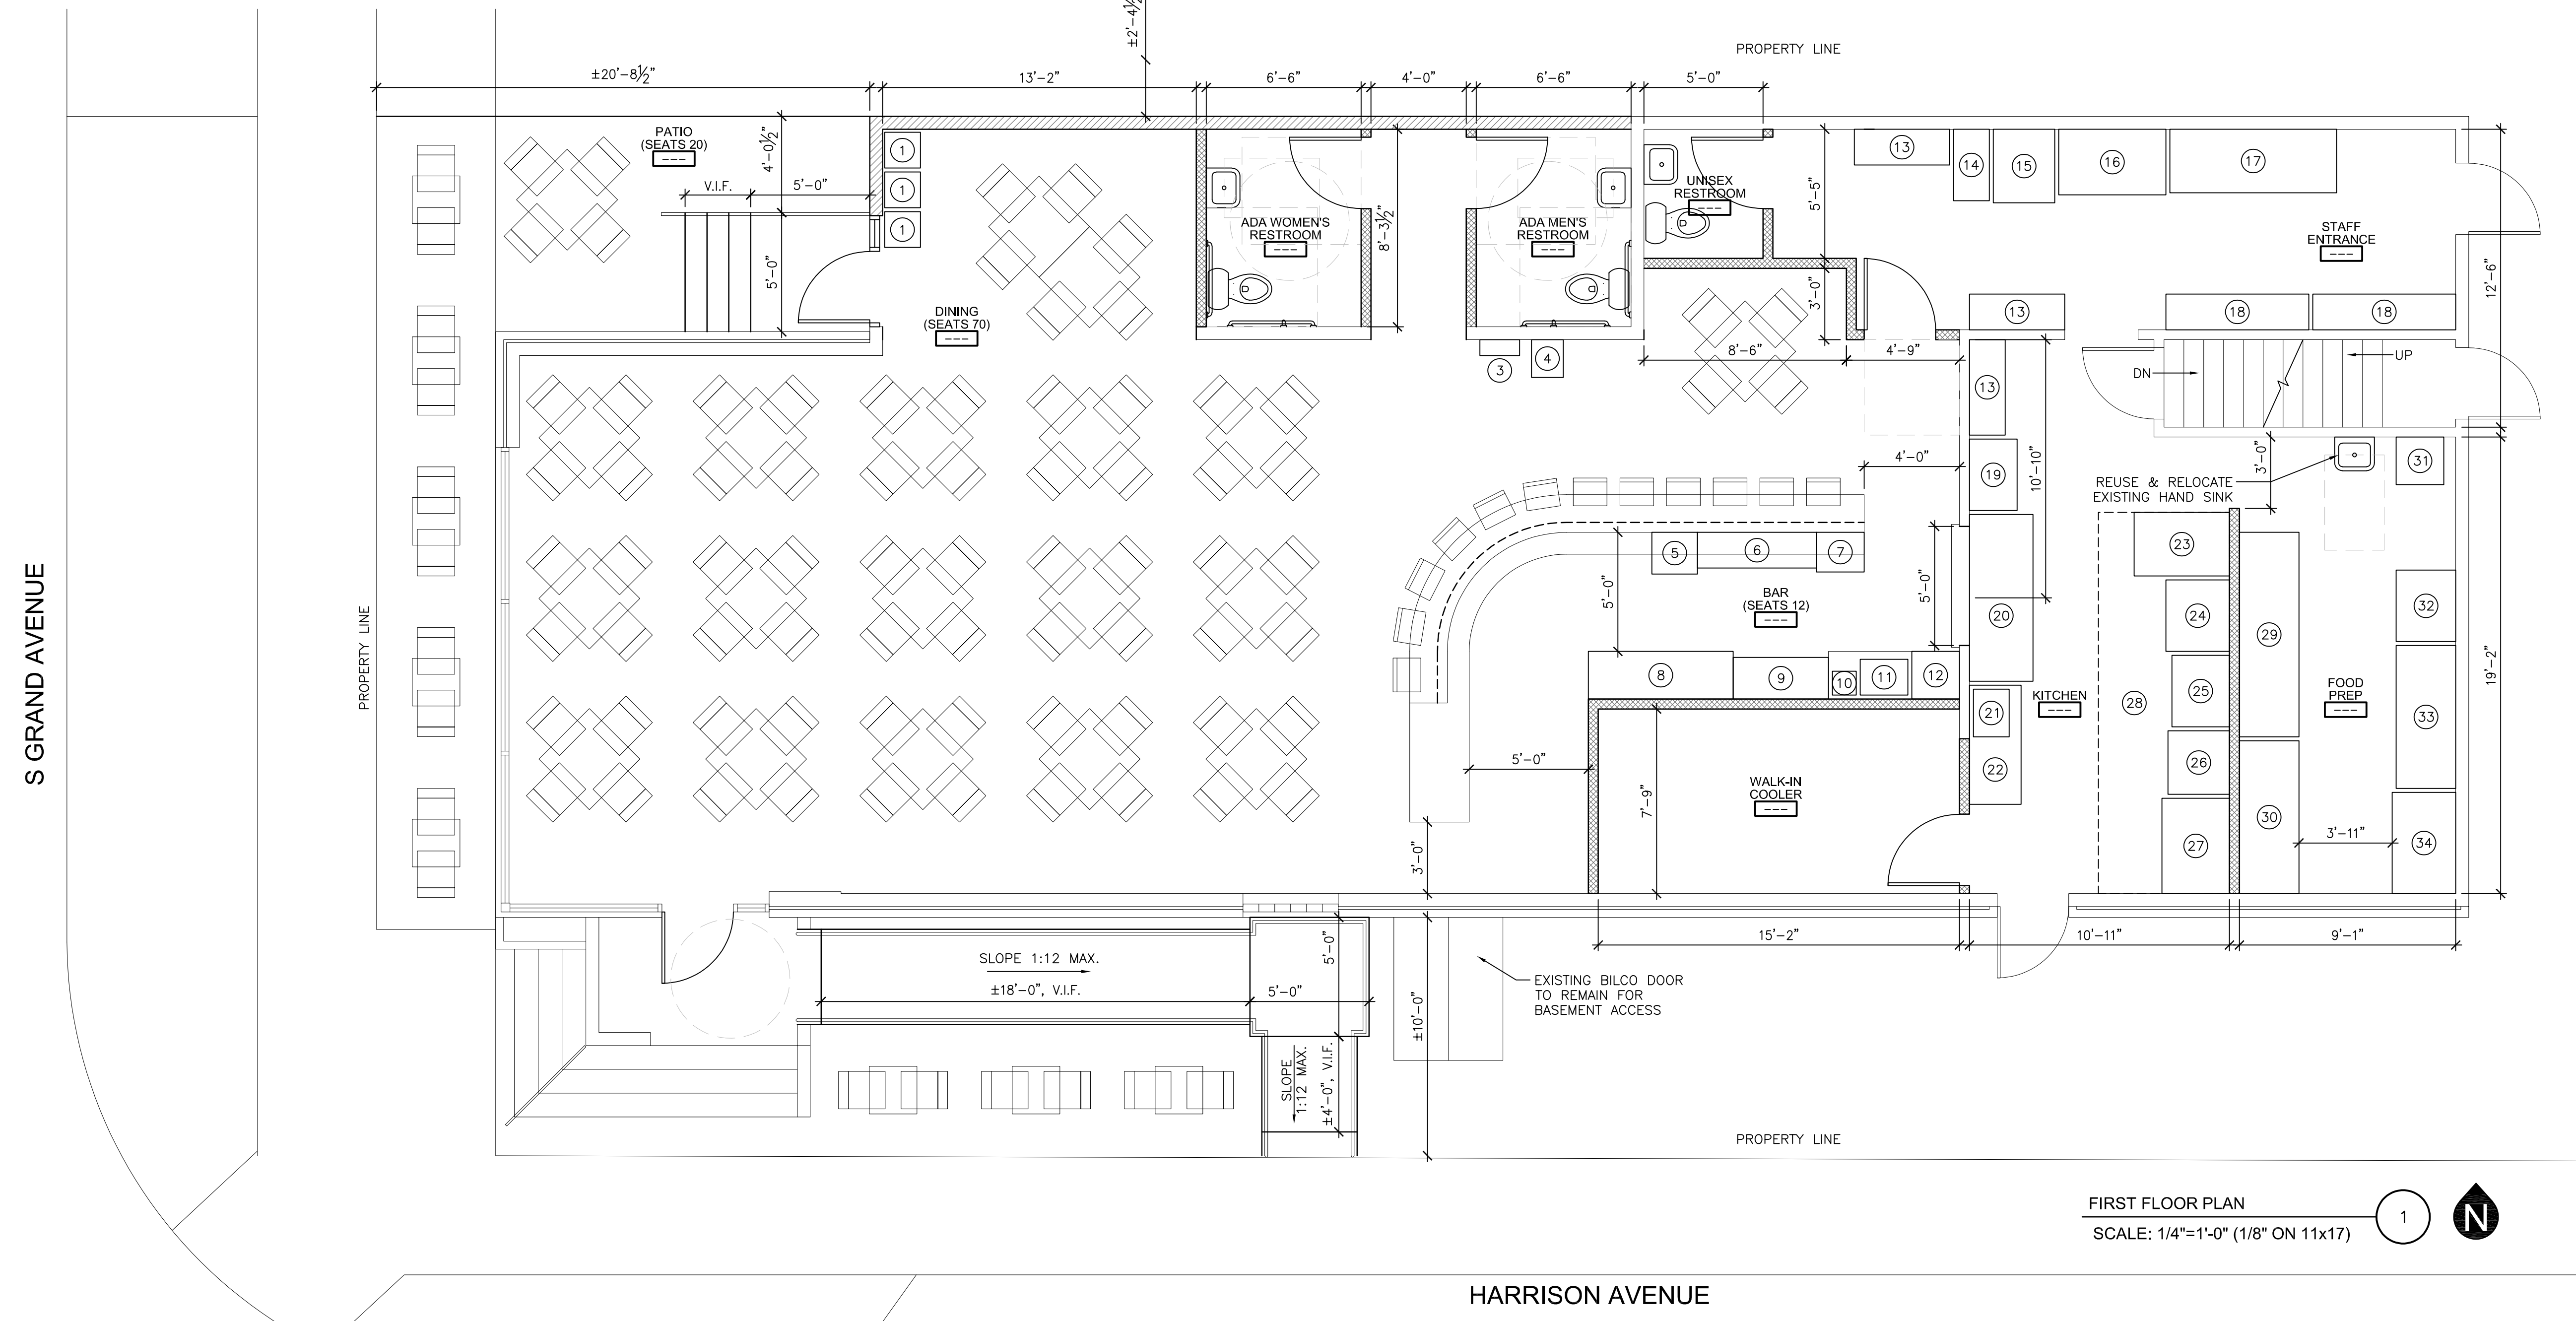 ±2'-4½"
PROPERTY LINE
±20'-8½"
13'-2"
6'-6"
4'-0"
6'-6"
5'-0"
PATIO
(SEATS 20)
---
4'-0½"
V.I.F.
5'-0"
5'-0"
1
1
1
DINING
(SEATS 70)
---
ADA WOMEN'S
RESTROOM
---
8'-3½"
ADA MEN'S
RESTROOM
---
UNISEX
RESTROOM
---
5'-5"
3'-0"
13
14
15
16
17
STAFF
ENTRANCE
---
12'-6"
13
18
18
3
4
8'-6"
4'-9"
13
DN
UP
4'-0"
19
10'-10"
3'-0"
31
REUSE & RELOCATE
EXISTING HAND SINK
5
6
7
5'-0"
BAR
(SEATS 12)
---
5'-0"
20
23
24
28
25
26
27
29
32
33
FOOD
PREP
---
19'-2"
8
9
10
11
12
KITCHEN
---
21
22
WALK-IN
COOLER
---
7'-9"
5'-0"
3'-0"
30
3'-11"
34
S GRAND AVENUE
PROPERTY LINE
15'-2"
10'-11"
9'-1"
SLOPE 1:12 MAX.
±18'-0", V.I.F.
5'-0"
5'-0"
±10'-0"
EXISTING BILCO DOOR
TO REMAIN FOR
BASEMENT ACCESS
SLOPE
1:12 MAX.
±4'-0", V.I.F.
PROPERTY LINE
FIRST FLOOR PLAN
SCALE: 1/4"=1'-0" (1/8" ON 11x17)
1
N
HARRISON AVENUE